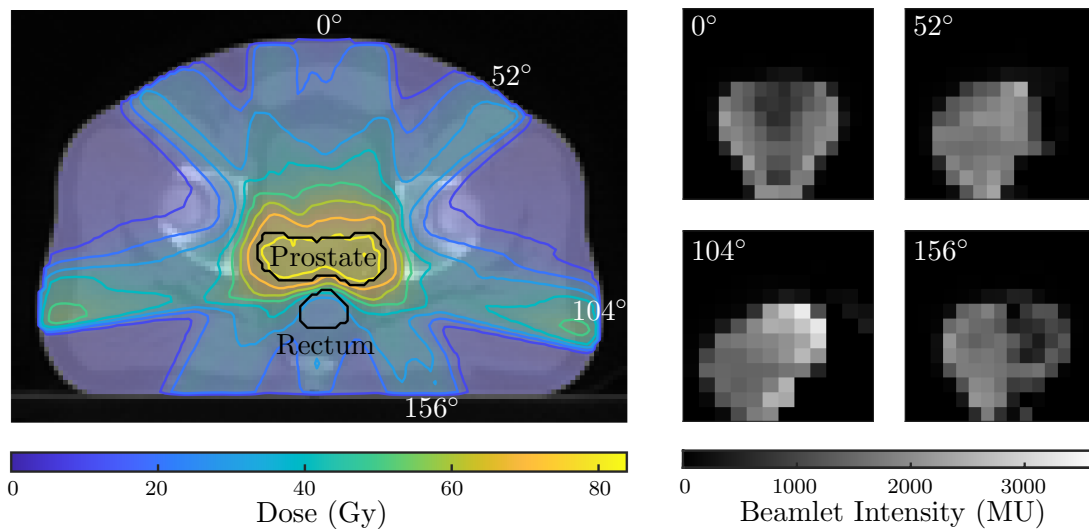 0°
52°
Prostate
104°
Rectum
156°
0 20 40 60 80
Dose (Gy)
0° 52°
104° 156°
0 1000 2000 3000
Beamlet Intensity (MU)